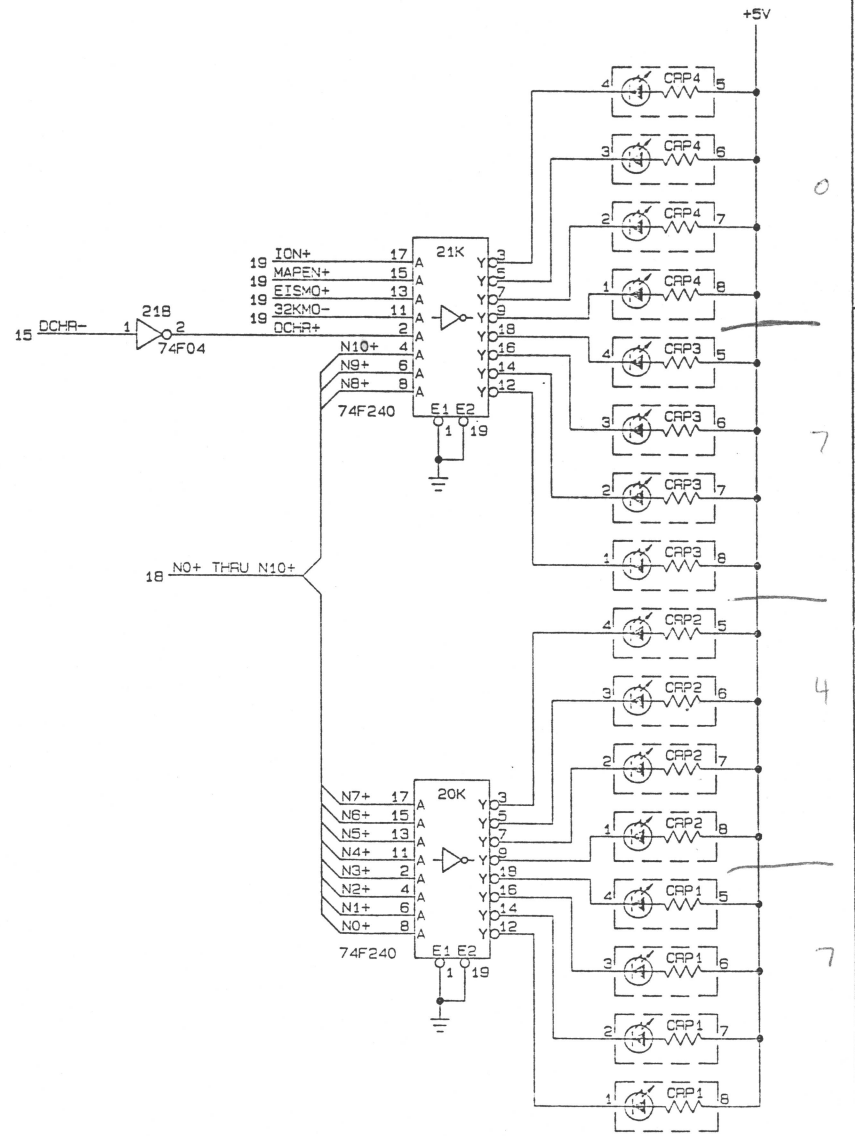 +5V
4 CRP4 5
3 CRP4 6
2 CRP4 7
0
1 CRP4 8
4 CRP3 5
3 CRP3 6
7
2 CRP3 7
1 CRP3 8
4 CRP2 5
3 CRP2 6
4
2 CRP2 7
1 CRP2 8
4 CRP1 5
3 CRP1 6
7
2 CRP1 7
1 CRP1 8
21K
19 ION+ 17 A Y 3
19 MAPEN+ 15 A Y 5
19 EISMO+ 13 A Y 7
19 32KMO- 11 A Y 9
DCHR+ 2 A Y 18
N10+ 4 A Y 16
N9+ 6 A Y 14
N8+ 8 A Y 12
74F240
E1 E2
1 19
15 DCHR- 1 21B 2
74F04
18 N0+ THRU N10+
20K
N7+ 17 A Y 3
N6+ 15 A Y 5
N5+ 13 A Y 7
N4+ 11 A Y 9
N3+ 2 A Y 18
N2+ 4 A Y 16
N1+ 6 A Y 14
N0+ 8 A Y 12
74F240
E1 E2
1 19